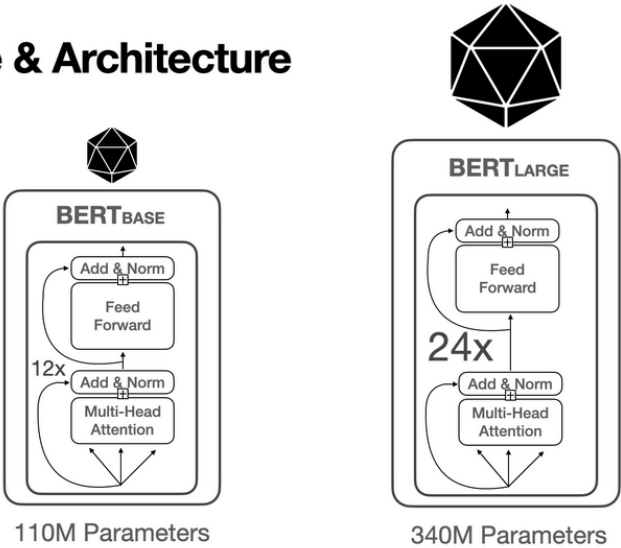 & Architecture
BERTBASE
Add & Norm
Feed
Forward
12x
Add & Norm
Multi-Head
Attention
110M Parameters
BERTLARGE
Add & Norm
Feed
Forward
24x
Add & Norm
Multi-Head
Attention
340M Parameters